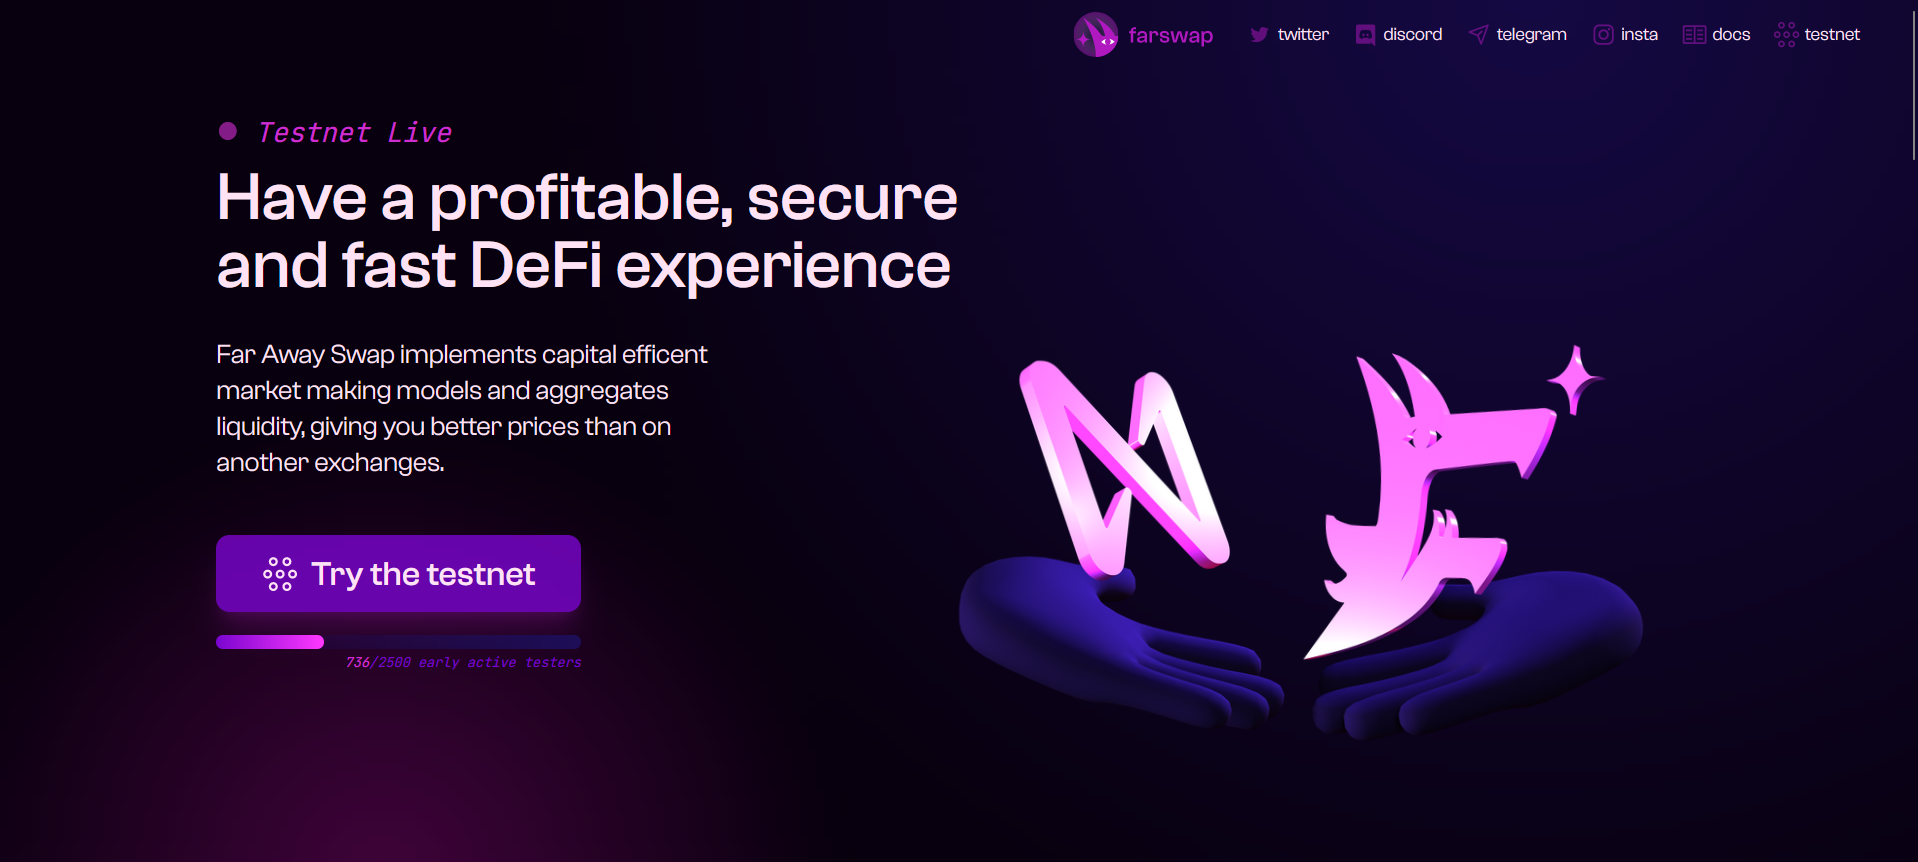 farswap twitter discord telegram insta docs testnet
Testnet Live
Have a profitable, secure
and fast DeFi experience
Far Away Swap implements capital efficent
market making models and aggregates
liquidity, giving you better prices than on
another exchanges.
Try the testnet
736/2500 early active testers